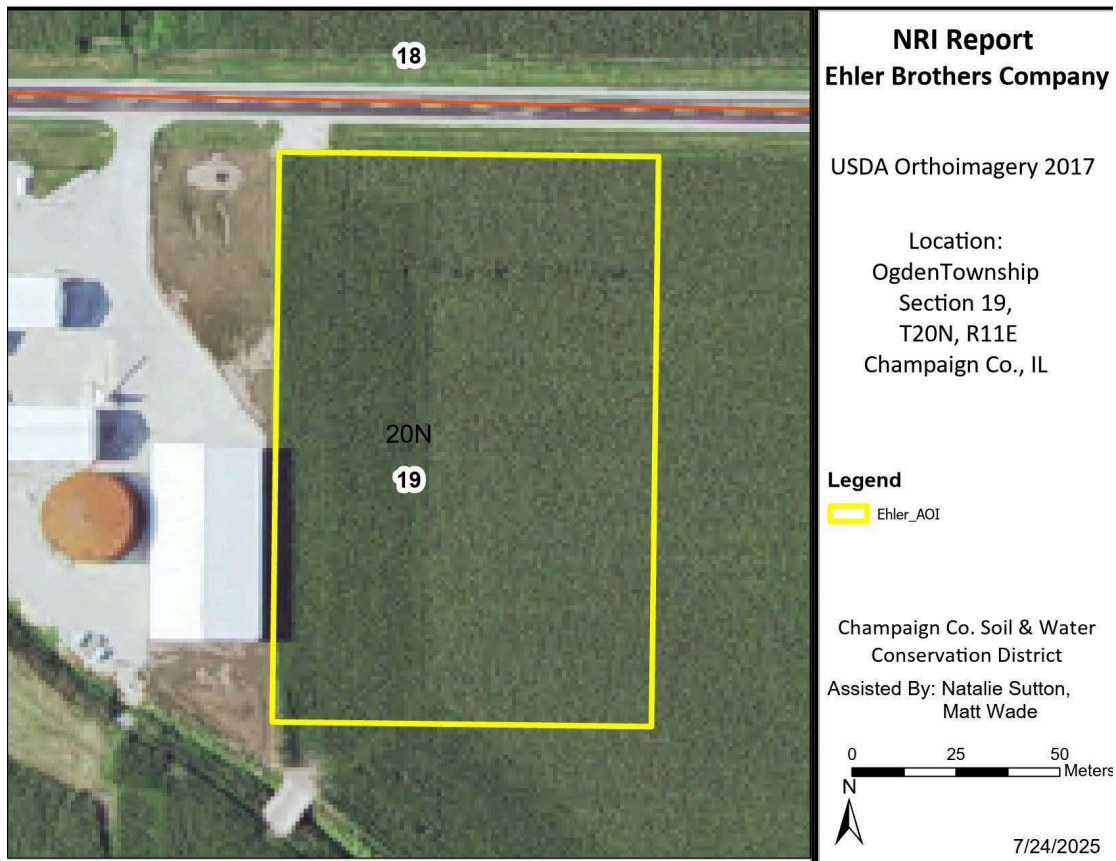 18
20N
19
NRI Report
Ehler Brothers Company
USDA Orthoimagery 2017
Location:
OgdenTownship
Section 19,
T20N, R11E
Champaign Co., IL
Legend
Ehler_AOI
Champaign Co. Soil & Water
Conservation District
Assisted By: Natalie Sutton,
Matt Wade
0 25 50
Meters
N
7/24/2025